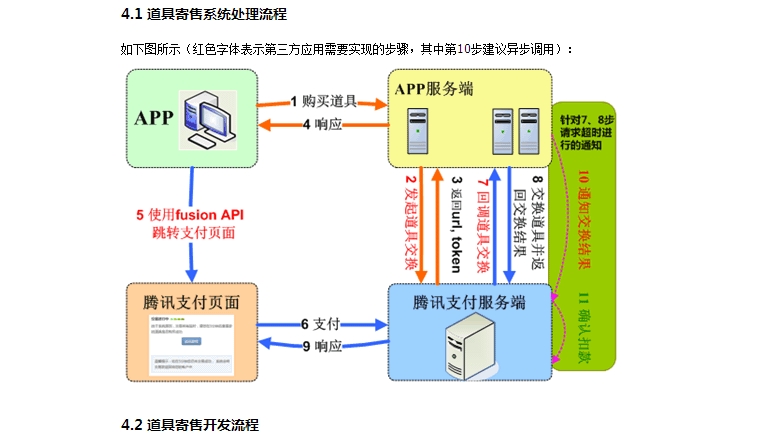 4.1 道具寄售系统处理流程
如下图所示（红色字体表示第三方应用需要实现的步骤，其中第10步建议异步调用）：
APP
1 购买道具
4 响应
APP服务端
针对7、8步
请求超时进
行的通知
5 使用fusion API
跳转支付页面
2 发起道具交换
3 返回url, token
7 回调道具交换
8 交换道具并返
回交换结果
10 通知交换结果
11 确认扣款
腾讯支付页面
6 支付
9 响应
腾讯支付服务端
4.2 道具寄售开发流程